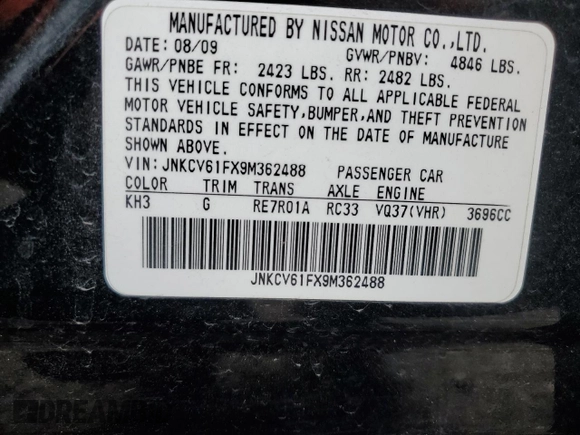 MANUFACTURED BY NISSAN MOTOR CO.,LTD.
DATE: 08/09 GVWR/PNBV: 4846 LBS.
GAWR/PNBE FR: 2423 LBS. RR: 2482 LBS.
THIS VEHICLE CONFORMS TO ALL APPLICABLE FEDERAL
MOTOR VEHICLE SAFETY,BUMPER,AND THEFT PREVENTION
STANDARDS IN EFFECT ON THE DATE OF MANUFACTURE
SHOWN ABOVE.
VIN: JNKCV61FX9M362488 PASSENGER CAR
COLOR TRIM TRANS AXLE ENGINE
KH3 G RE7R01A RC33 VQ37(VHR) 3696CC
JNKCV61FX9M362488